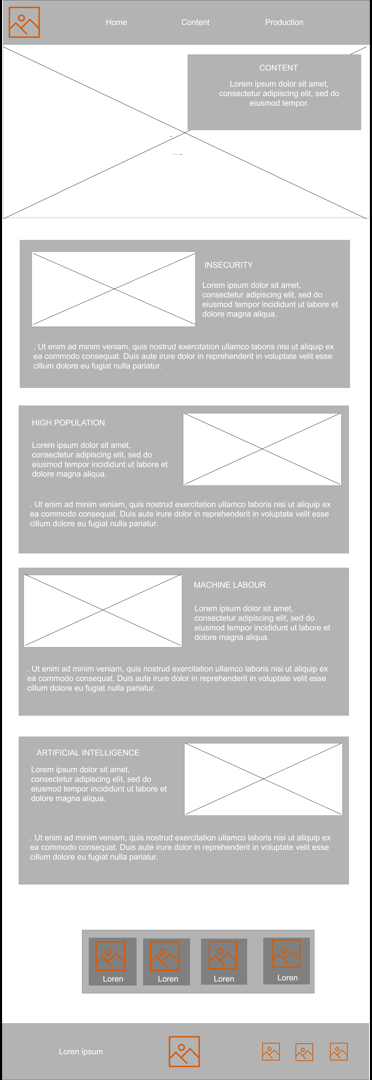 Home Content Production
CONTENT
Lorem ipsum dolor sit amet,
consectetur adipiscing elit, sed do
eiusmod tempor.
INSECURITY
Lorem ipsum dolor sit amet,
consectetur adipiscing elit, sed do
eiusmod tempor incididunt ut labore et
dolore magna aliqua.
. Ut enim ad minim veniam, quis nostrud exercitation ullamco laboris nisi ut aliquip ex
ea commodo consequat. Duis aute irure dolor in reprehenderit in voluptate velit esse
cillum dolore eu fugiat nulla pariatur.
HIGH POPULATION
Lorem ipsum dolor sit amet,
consectetur adipiscing elit, sed do
eiusmod tempor incididunt ut labore et
dolore magna aliqua.
. Ut enim ad minim veniam, quis nostrud exercitation ullamco laboris nisi ut aliquip ex
ea commodo consequat. Duis aute irure dolor in reprehenderit in voluptate velit esse
cillum dolore eu fugiat nulla pariatur.
MACHINE LABOUR
Lorem ipsum dolor sit amet,
consectetur adipiscing elit, sed do
eiusmod tempor incididunt ut labore et
dolore magna aliqua.
. Ut enim ad minim veniam, quis nostrud exercitation ullamco laboris nisi ut aliquip ex
ea commodo consequat. Duis aute irure dolor in reprehenderit in voluptate velit esse
cillum dolore eu fugiat nulla pariatur.
ARTIFICIAL INTELLIGENCE
Lorem ipsum dolor sit amet,
consectetur adipiscing elit, sed do
eiusmod tempor incididunt ut labore et
dolore magna aliqua.
. Ut enim ad minim veniam, quis nostrud exercitation ullamco laboris nisi ut aliquip ex
ea commodo consequat. Duis aute irure dolor in reprehenderit in voluptate velit esse
cillum dolore eu fugiat nulla pariatur.
Loren Loren Loren Loren
Loren ipsum